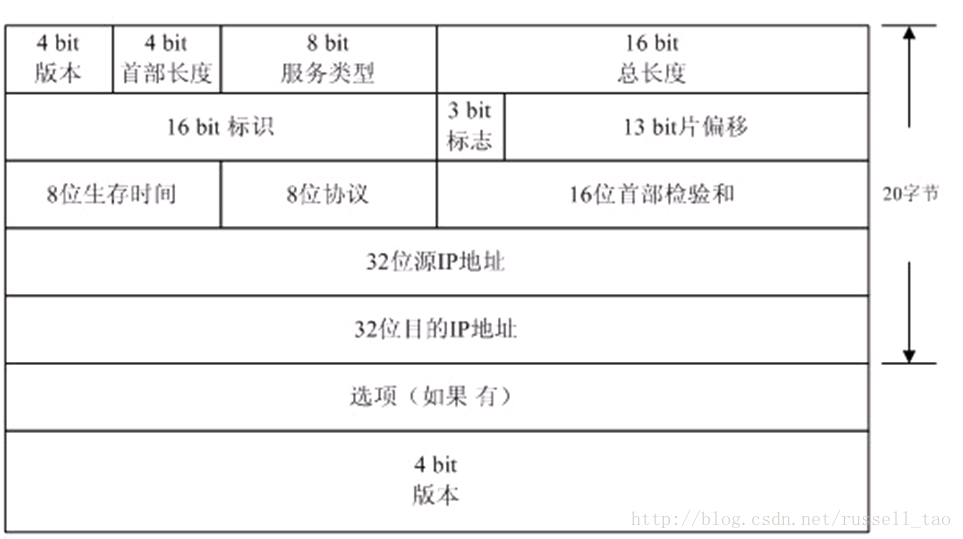 4 bit
版本
4 bit
首部长度
8 bit
服务类型
16 bit
总长度
16 bit 标识
3 bit
标志
13 bit片偏移
8位生存时间
8位协议
16位首部检验和
20字节
32位源IP地址
32位目的IP地址
选项（如果 有）
4 bit
版本
http://blog.csdn.net/russell_tao